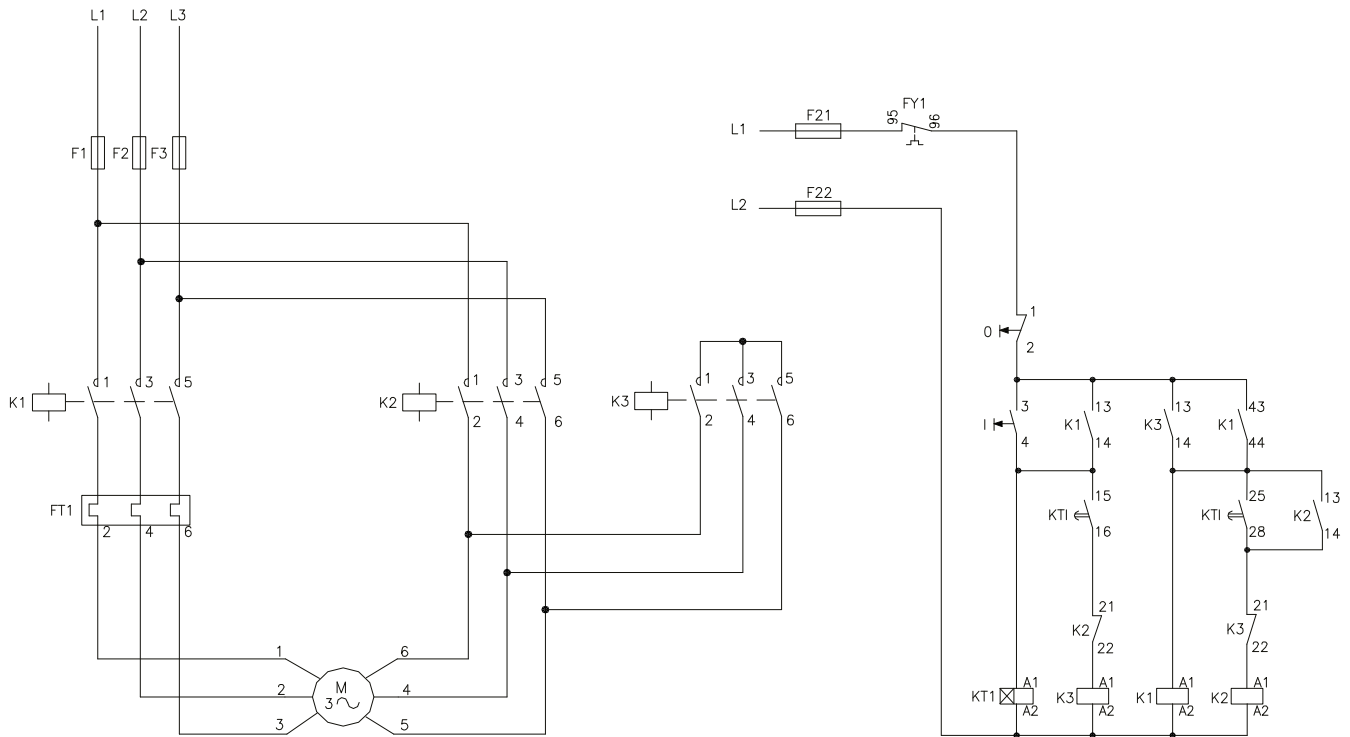 L1 L2 L3
F1 F2 F3
K1 1 3 5
FT1
2 4 6
K2 1 3 5
2 4 6
K3 1 3 5
2 4 6
1 6
2 M 4
3
3 5
L1 F21 95 FY1 96
L2 F22
O 1
2
I 3
4
K1 13
14
K3 13
14
K1 43
44
KTI 15
16
KTI 25
28
K2 13
14
K2 21
22
K3 21
22
KT1 A1
A2
K3 A1
A2
K1 A1
A2
K2 A1
A2